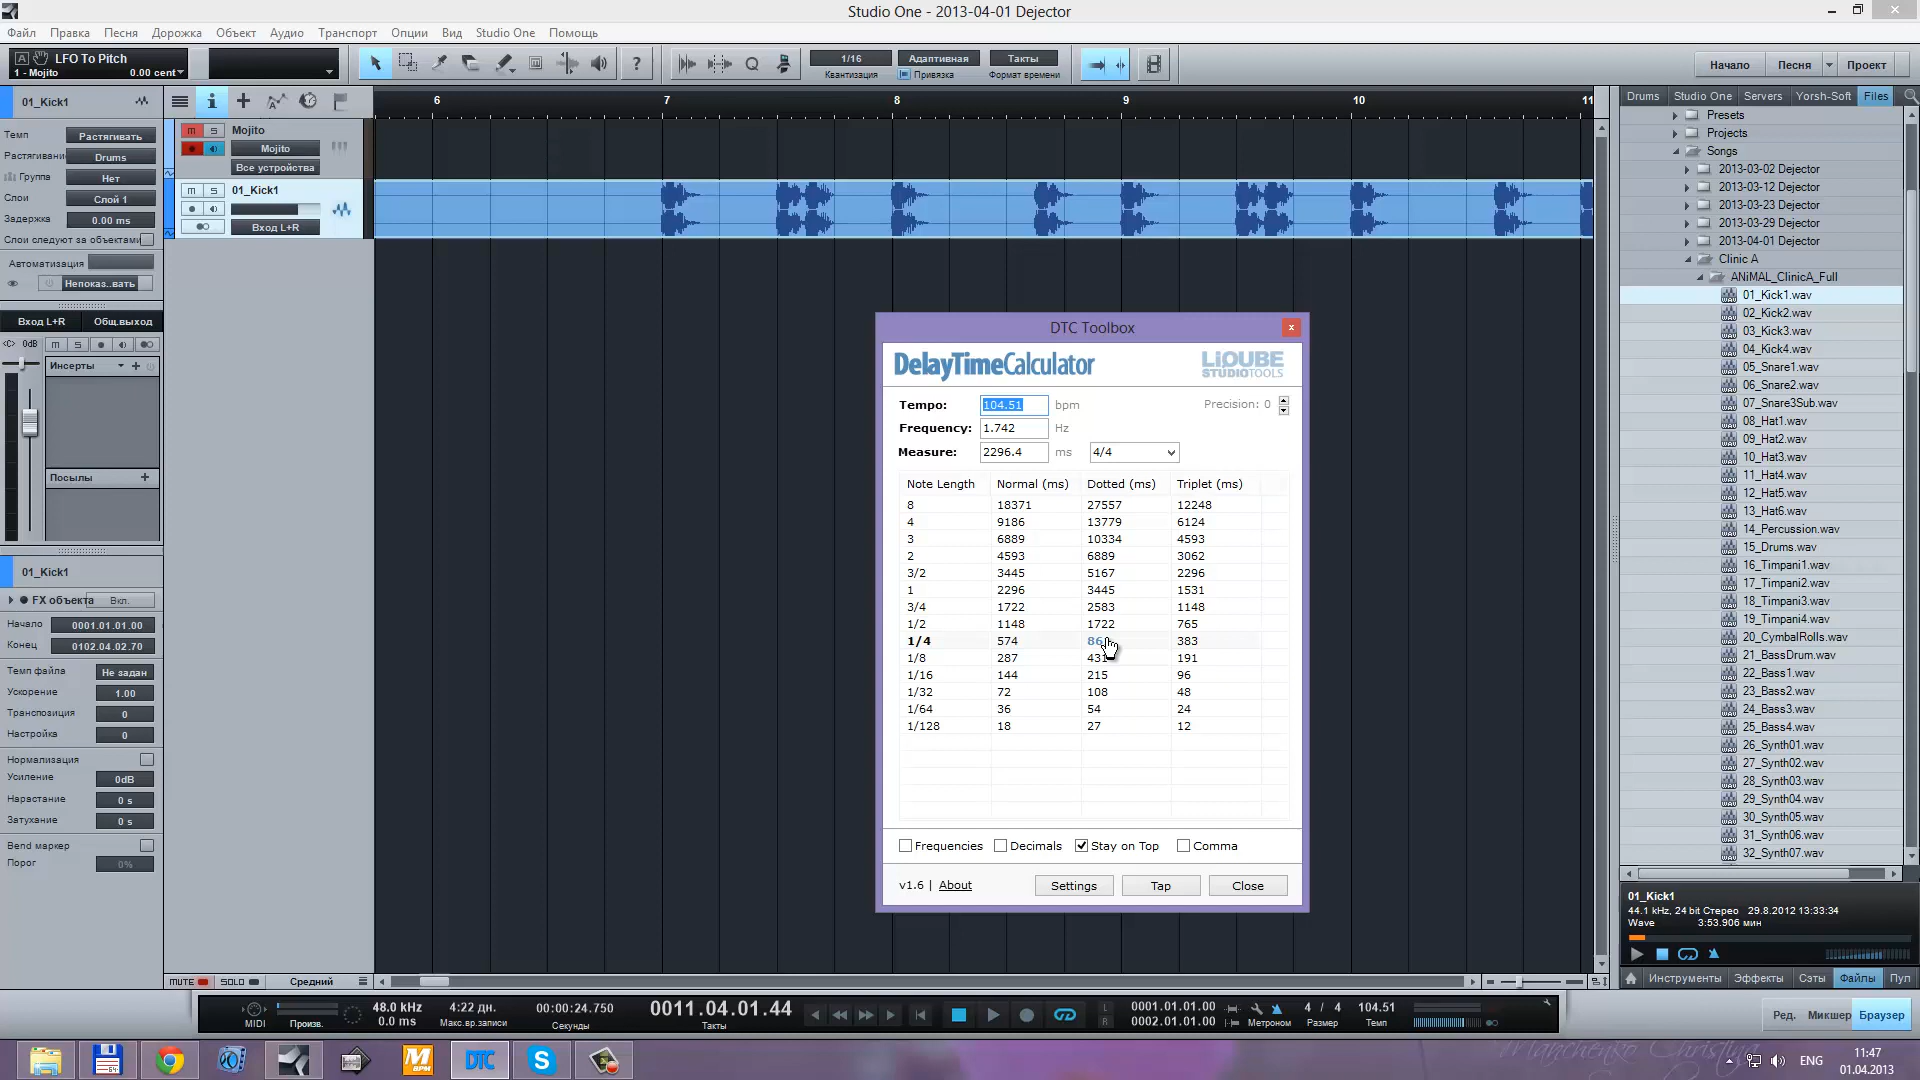 Studio One - 2013-04-01 Dejector
Файл Правка Песня Дорожка Объект Аудио Транспорт Опции Вид Studio One Помощь
LFO To Pitch
1 - Mojito 0.00 cent
1/16 Адаптивная Такты
Квантизация Привязка Формат времени
Начало Песня Проект
01_Kick1
6 7 8 9 10 11
Drums Studio One Servers Yorsh-Soft Files
Темп Растягивать
Растягивани Drums
Группа Нет
Слои Слой 1
Задержка 0.00 ms
Слои следуют за объектами
Автоматизация
Непоказ..вать
Вход L+R Общ.выход
0dB M S
Инсерты
Посылы
M S Mojito
Mojito
Все устройства
M S 01_Kick1
Вход L+R
01_Kick1
FX объекта Вкл.
Начало 0001.01.01.00
Конец 0102.04.02.70
Темп файла Не задан
Ускорение 1.00
Транспозиция 0
Настройка 0
Нормализация
Усиление 0dB
Нарастание 0 s
Затухание 0 s
Bend маркер
Порог 0%
DTC Toolbox
DelayTimeCalculator LiQUBE STUDIOTOOLS
Tempo: 104.51 bpm Precision: 0
Frequency: 1.742 Hz
Measure: 2296.4 ms 4/4
Note Length Normal (ms) Dotted (ms) Triplet (ms)
8 18371 27557 12248
4 9186 13779 6124
3 6889 10334 4593
2 4593 6889 3062
3/2 3445 5167 2296
1 2296 3445 1531
3/4 1722 2583 1148
1/2 1148 1722 765
1/4 574 383
1/8 287 431 191
1/16 144 215 96
1/32 72 108 48
1/64 36 54 24
1/128 18 27 12
Frequencies Decimals Stay on Top Comma
v1.6 | About Settings Tap Close
Presets
Projects
Songs
2013-03-02 Dejector
2013-03-12 Dejector
2013-03-23 Dejector
2013-03-29 Dejector
2013-04-01 Dejector
Clinic A
ANiMAL_ClinicA_Full
01_Kick1.wav
02_Kick2.wav
03_Kick3.wav
04_Kick4.wav
05_Snare1.wav
06_Snare2.wav
07_Snare3Sub.wav
08_Hat1.wav
09_Hat2.wav
10_Hat3.wav
11_Hat4.wav
12_Hat5.wav
13_Hat6.wav
14_Percussion.wav
15_Drums.wav
16_Timpani1.wav
17_Timpani2.wav
18_Timpani3.wav
19_Timpani4.wav
20_CymbalRolls.wav
21_BassDrum.wav
22_Bass1.wav
23_Bass2.wav
24_Bass3.wav
25_Bass4.wav
26_Synth01.wav
27_Synth02.wav
28_Synth03.wav
29_Synth04.wav
30_Synth05.wav
31_Synth06.wav
32_Synth07.wav
01_Kick1
44.1 kHz, 24 bit Стерео 29.8.2012 13:33:34
Wave 3:53.906 мин
Инструменты Эффекты Сэты Файлы Пул
MUTE SOLO Средний
MIDI Произв. 48.0 kHz 4:22 дн. 00:00:24.750 0011.04.01.44 L 0001.01.01.00 4 / 4 104.51
0.0 ms Макс.вр.записи Секунды Такты R 0002.01.01.00 Метроном Размер Темп
Ред. Микшер Браузер
DTC
Manchenko Christina
ENG 11:47
01.04.2013